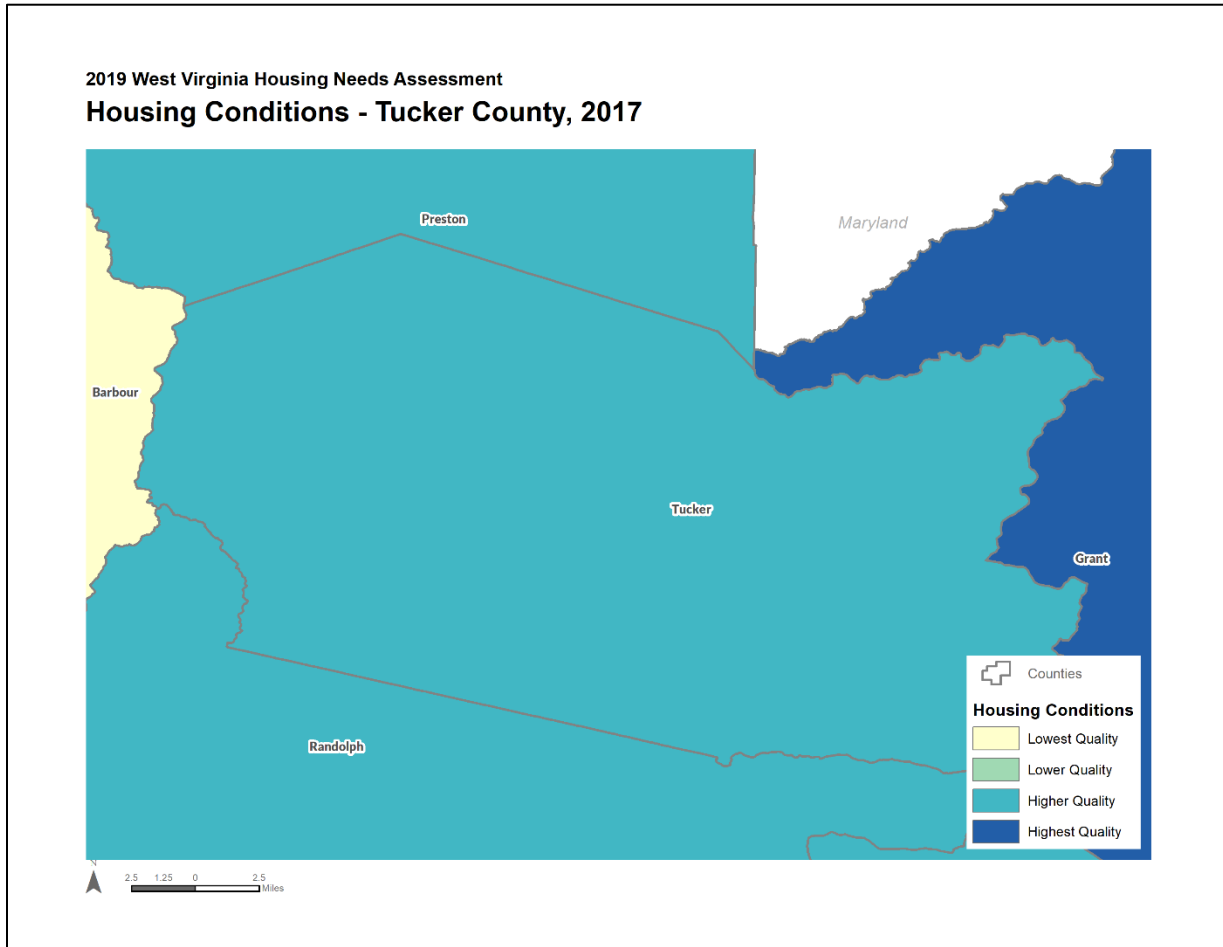 2019 West Virginia Housing Needs Assessment
Housing Conditions - Tucker County, 2017
Preston
Maryland
Barbour
Tucker
Grant
Randolph
Counties
Housing Conditions
Lowest Quality
Lower Quality
Higher Quality
Highest Quality
N
2.5 1.25 0 2.5
Miles